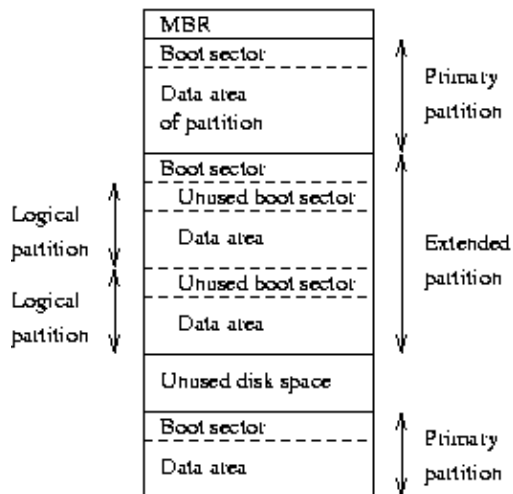 MBR
Boot sector
Data area
of partition
Primary
partition
Boot sector
Unused boot sector
Logical
partition
Data area
Extended
partition
Unused boot sector
Logical
partition
Data area
Unused disk space
Boot sector
Data area
Primary
partition